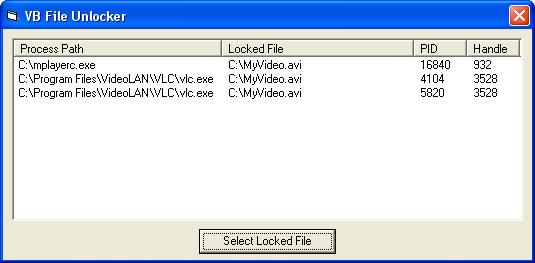 VB File Unlocker
Process Path Locked File PID Handle
C:\mplayerc.exe C:\MyVideo.avi 16840 932
C:\Program Files\VideoLAN\VLC\vlc.exe C:\MyVideo.avi 4104 3528
C:\Program Files\VideoLAN\VLC\vlc.exe C:\MyVideo.avi 5820 3528
Select Locked File